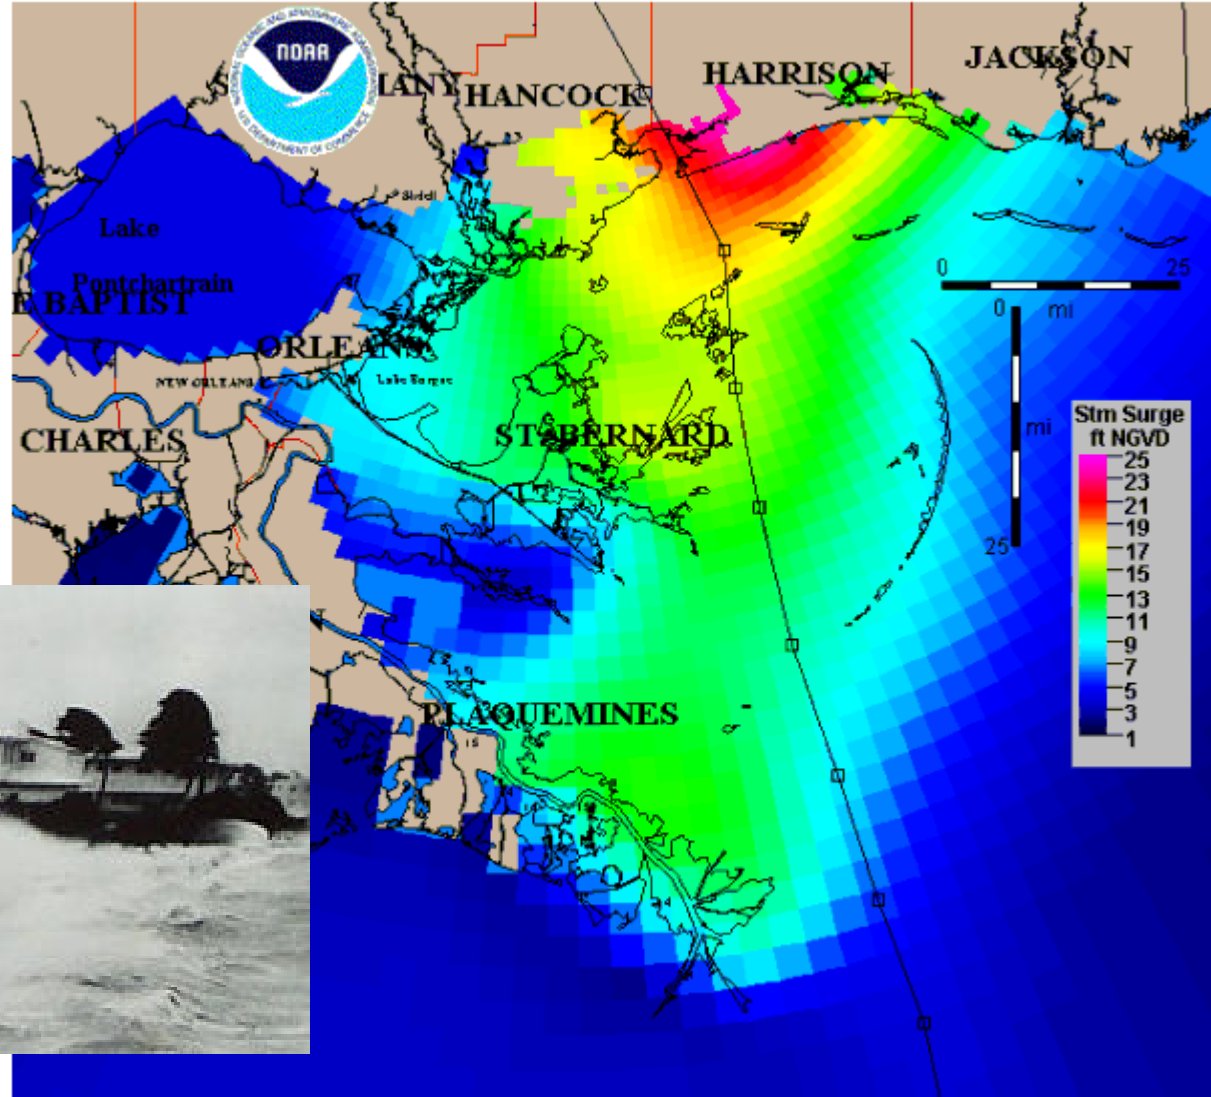 NATIONAL OCEANIC AND ATMOSPHERIC ADMINISTRATION
NOAA
U.S. DEPARTMENT OF COMMERCE
HANCOCK
HARRISON
JACKSON
Slidell
Lake
Pontchartrain
E BAPTIST
ORLEANS
NEW ORLEANS
Lake Borgne
CHARLES
ST. BERNARD
PLAQUEMINES
0 25
mi
0
mi
25
Stm Surge
ft NGVD
25
23
21
19
17
15
13
11
9
7
5
3
1